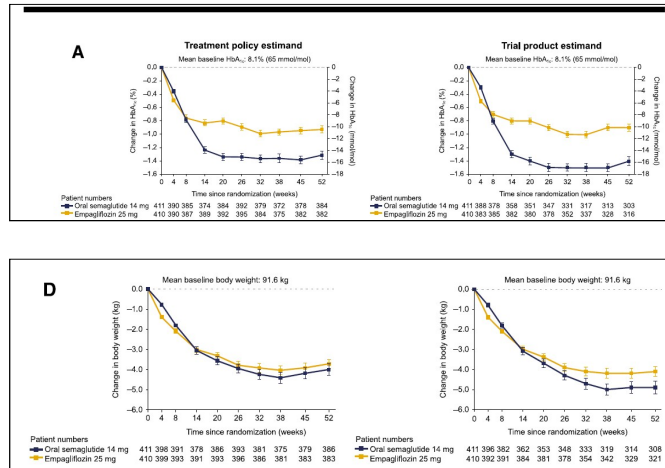 A
Treatment policy estimand
Mean baseline HbA1c: 8.1% (65 mmol/mol)
Change in HbA1c (%)
0.0
−0.2
−0.4
−0.6
−0.8
−1.0
−1.2
−1.4
−1.6
0
−2
−4
−6
−8
−10
−12
−14
−16
−18
Change in HbA1c (mmol/mol)
0 4 8 14 20 26 32 38 45 52
Time since randomization (weeks)
Patient numbers
Oral semaglutide 14 mg 411 390 385 374 384 392 379 372 378 384
Empagliflozin 25 mg 410 390 387 389 392 395 384 375 382 382
Trial product estimand
Mean baseline HbA1c: 8.1% (65 mmol/mol)
Change in HbA1c (%)
0.0
−0.2
−0.4
−0.6
−0.8
−1.0
−1.2
−1.4
−1.6
0
−2
−4
−6
−8
−10
−12
−14
−16
−18
Change in HbA1c (mmol/mol)
0 4 8 14 20 26 32 38 45 52
Time since randomization (weeks)
Patient numbers
Oral semaglutide 14 mg 411 388 378 358 351 347 331 317 313 303
Empagliflozin 25 mg 410 383 385 382 380 378 352 337 328 316
D
Mean baseline body weight: 91.6 kg
Change in body weight (kg)
0.0
−1.0
−2.0
−3.0
−4.0
−5.0
−6.0
0 4 8 14 20 26 32 38 45 52
Time since randomization (weeks)
Patient numbers
Oral semaglutide 14 mg 411 398 391 378 386 393 381 375 379 386
Empagliflozin 25 mg 410 399 393 391 393 396 386 381 383 383
Mean baseline body weight: 91.6 kg
Change in body weight (kg)
0.0
−1.0
−2.0
−3.0
−4.0
−5.0
−6.0
0 4 8 14 20 26 32 38 45 52
Time since randomization (weeks)
Patient numbers
Oral semaglutide 14 mg 411 396 382 362 353 348 333 319 314 308
Empagliflozin 25 mg 410 392 391 384 381 378 354 342 329 321